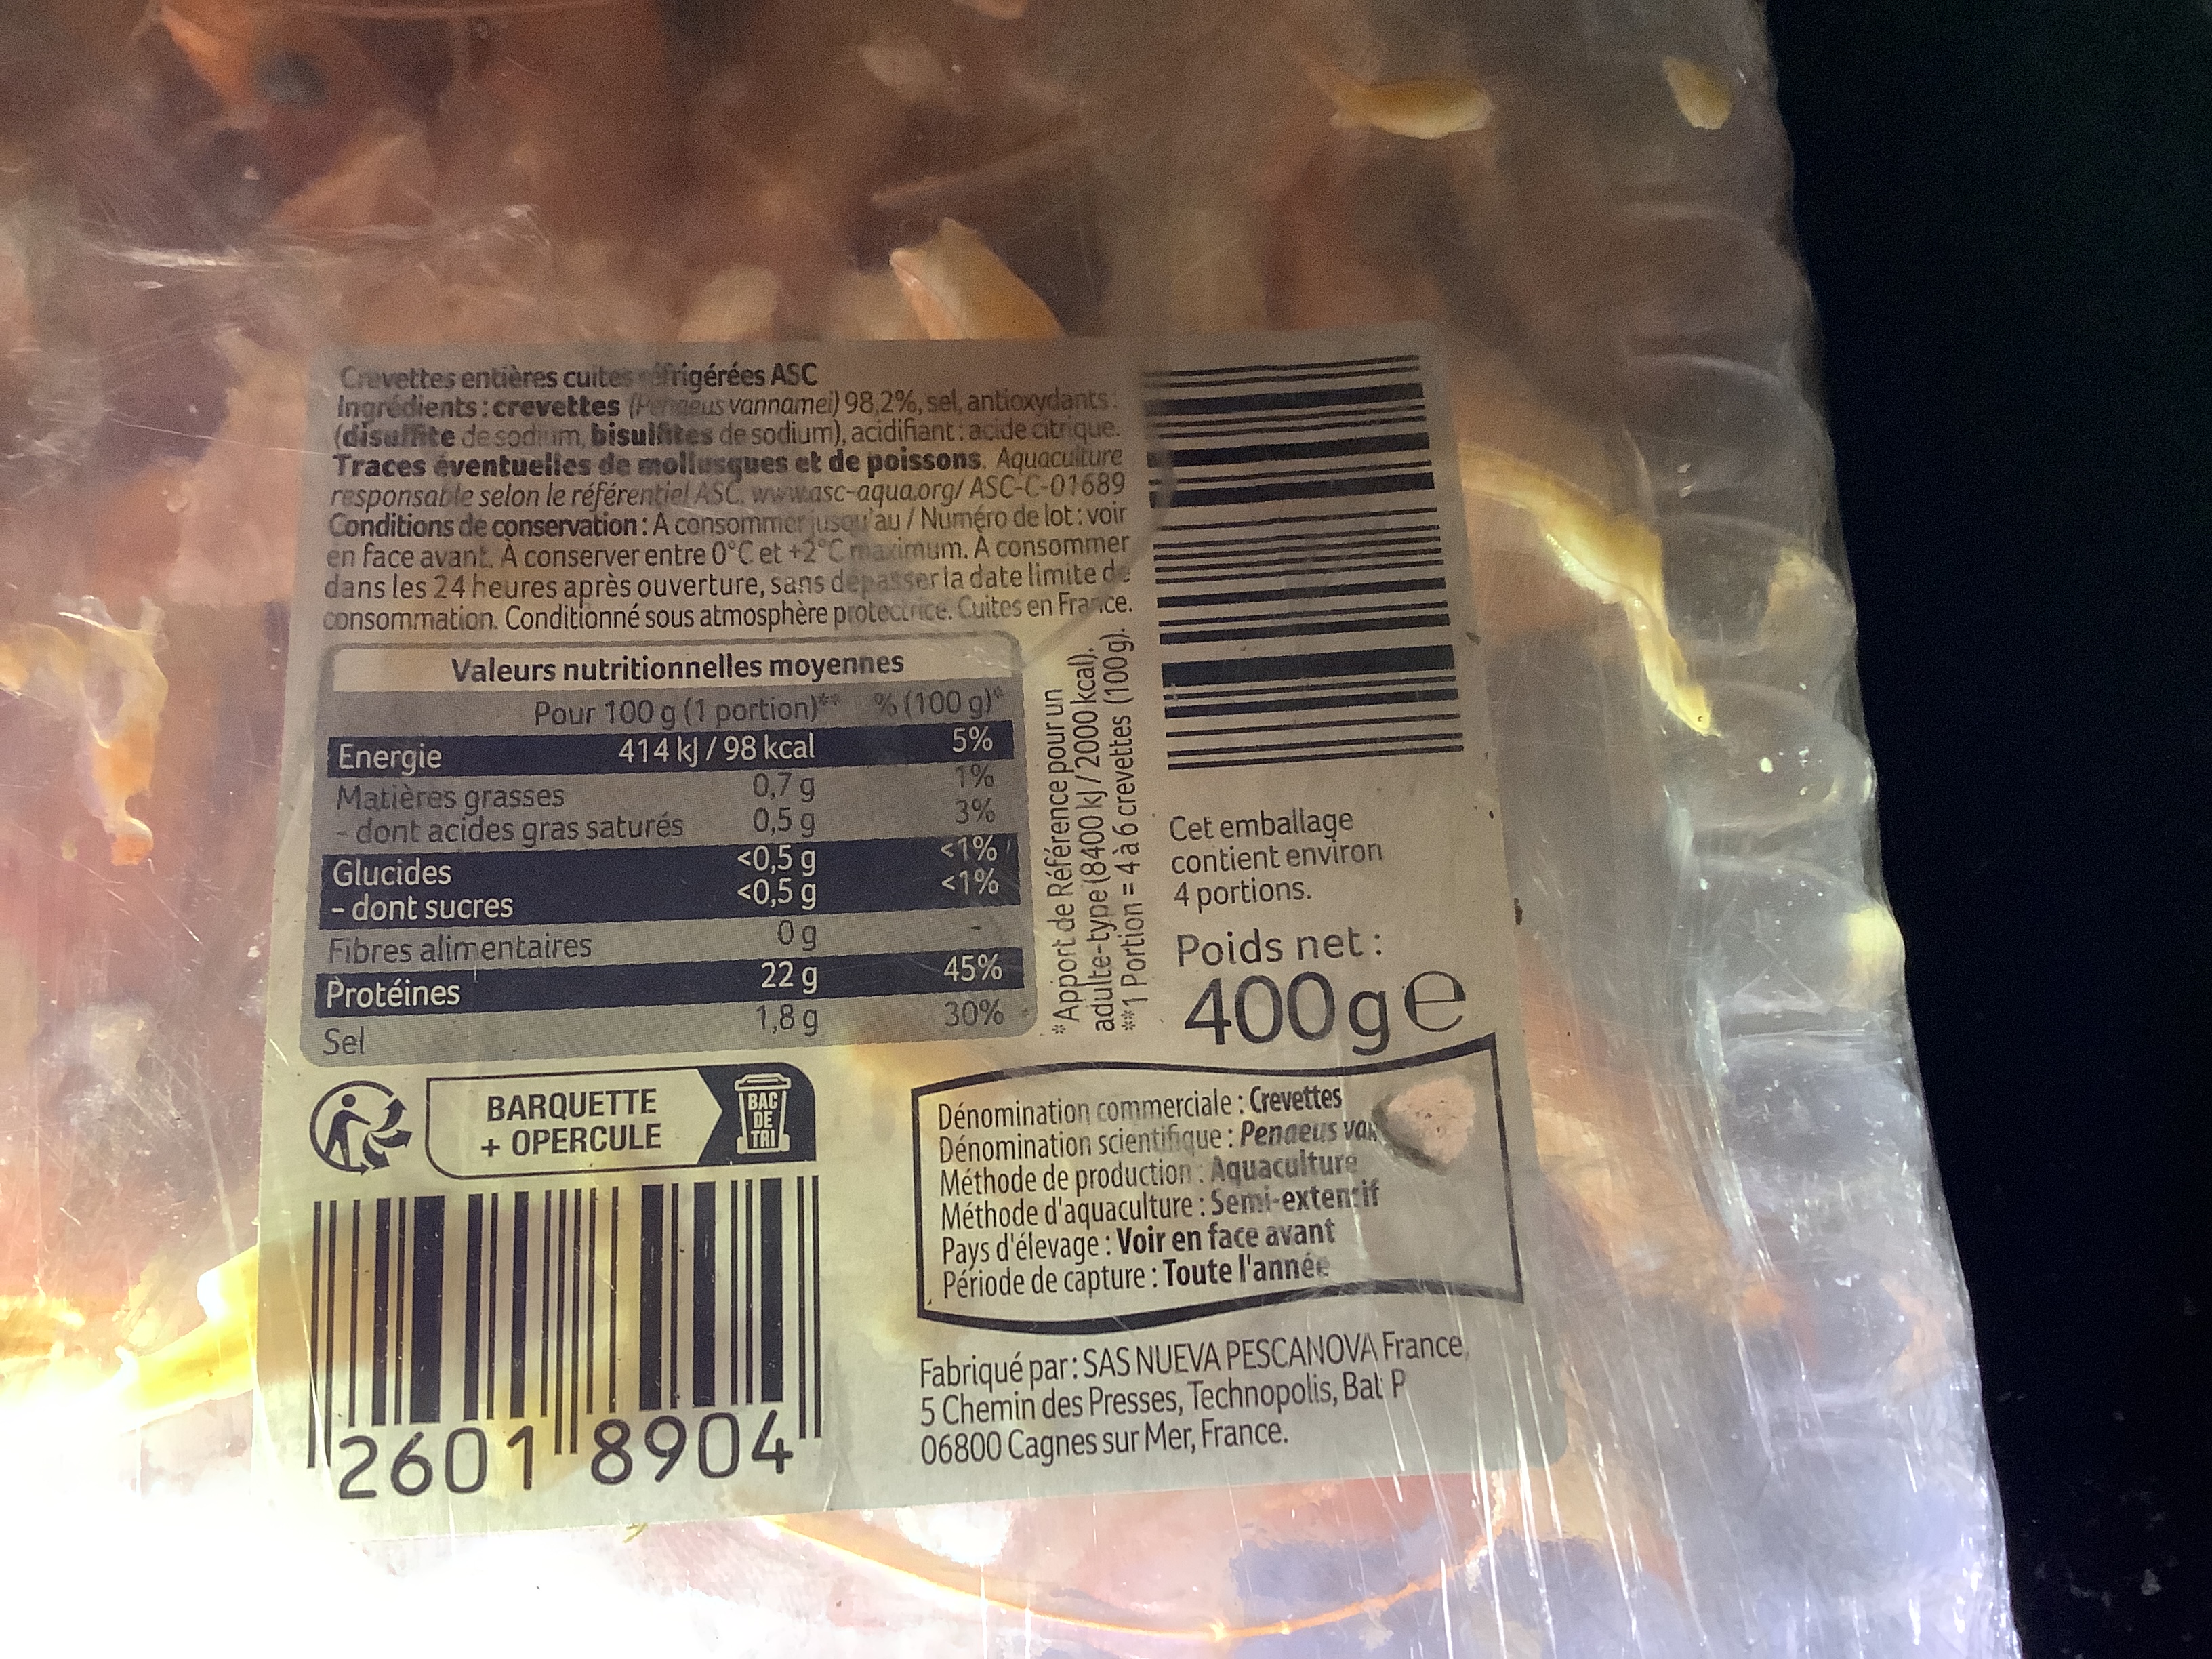 Crevettes entières cuites réfrigérées ASC
Ingrédients : crevettes (Penaeus vannamei) 98,2%, sel, antioxydants :
(disulfite de sodium, bisulfites de sodium), acidifiant : acide citrique.
Traces éventuelles de mollusques et de poissons. Aquaculture
responsable selon le référentiel ASC. www.asc-aqua.org/ ASC-C-01689
Conditions de conservation : A consommer jusqu'au / Numéro de lot : voir
en face avant. À conserver entre 0°C et +2°C maximum. À consommer
dans les 24 heures après ouverture, sans dépasser la date limite de
consommation. Conditionné sous atmosphère protectrice. Cuites en France.
Valeurs nutritionnelles moyennes
Pour 100 g (1 portion)** % (100 g)*
Energie 414 kJ / 98 kcal 5%
Matières grasses 0,7 g 1%
- dont acides gras saturés 0,5 g 3%
Glucides <0,5 g <1%
- dont sucres <0,5 g <1%
Fibres alimentaires 0 g -
Protéines 22 g 45%
Sel 1,8 g 30%
*Apport de Référence pour un
adulte-type (8400 kJ / 2000 kcal).
**1 Portion = 4 à 6 crevettes (100g).
Cet emballage
contient environ
4 portions.
Poids net :
400g e
BARQUETTE
+ OPERCULE
BAC
DE
TRI
Dénomination commerciale : Crevettes
Dénomination scientifique : Penaeus
Méthode de production : Aquaculture
Méthode d'aquaculture : Semi-extensif
Pays d'élevage : Voir en face avant
Période de capture : Toute l'année
Fabriqué par : SAS NUEVA PESCANOVA France,
5 Chemin des Presses, Technopolis, Bat P
06800 Cagnes sur Mer, France.
2601 8904